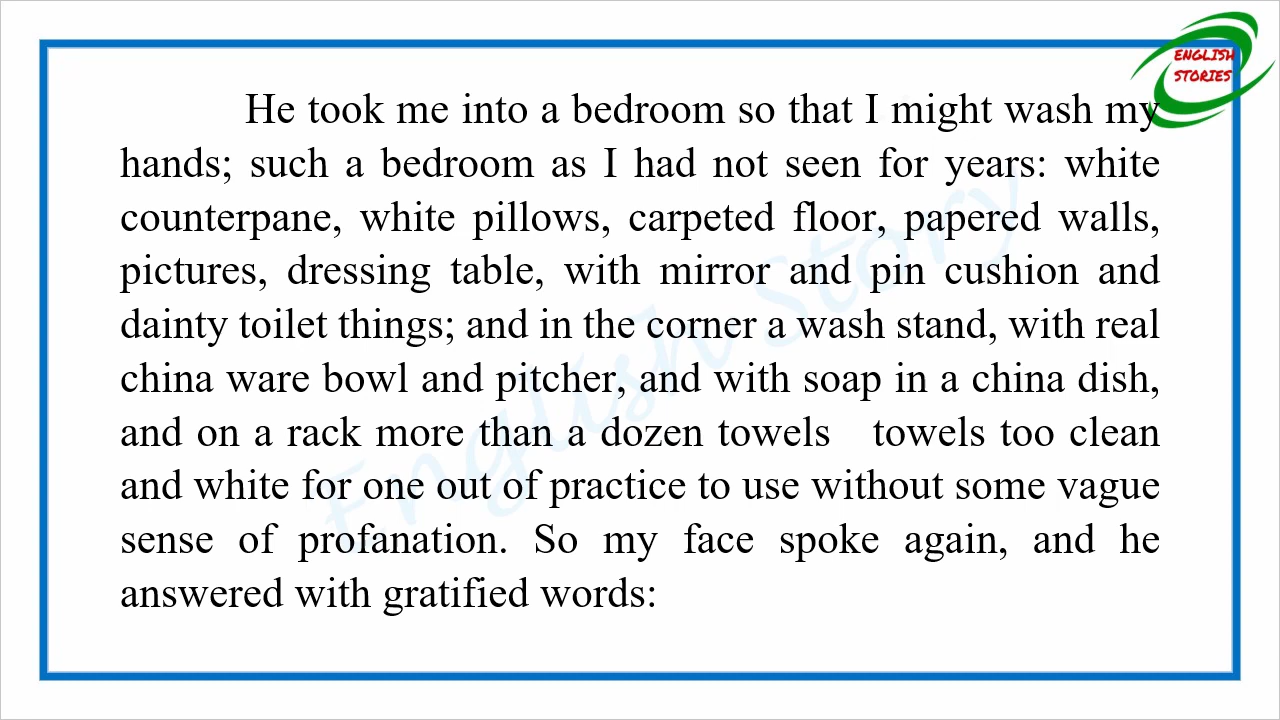 ENGLISH
STORIES
He took me into a bedroom so that I might wash my
hands; such a bedroom as I had not seen for years: white
counterpane, white pillows, carpeted floor, papered walls,
pictures, dressing table, with mirror and pin cushion and
dainty toilet things; and in the corner a wash stand, with real
china ware bowl and pitcher, and with soap in a china dish,
and on a rack more than a dozen towels   towels too clean
and white for one out of practice to use without some vague
sense of profanation. So my face spoke again, and he
answered with gratified words:
English Story